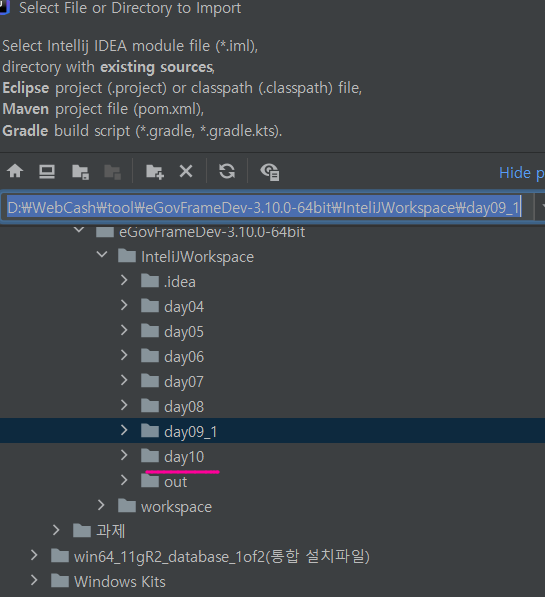 Select File or Directory to Import
Select Intellij IDEA module file (*.iml),
directory with existing sources,
Eclipse project (.project) or classpath (.classpath) file,
Maven project file (pom.xml),
Gradle build script (*.gradle, *.gradle.kts).
Hide p
D:₩WebCash₩tool₩eGovFrameDev-3.10.0-64bit₩InteliJWorkspace₩day09_1
eGovFrameDev-3.10.0-64bit
InteliJWorkspace
.idea
day04
day05
day06
day07
day08
day09_1
day10
out
workspace
과제
win64_11gR2_database_1of2(통합 설치파일)
Windows Kits